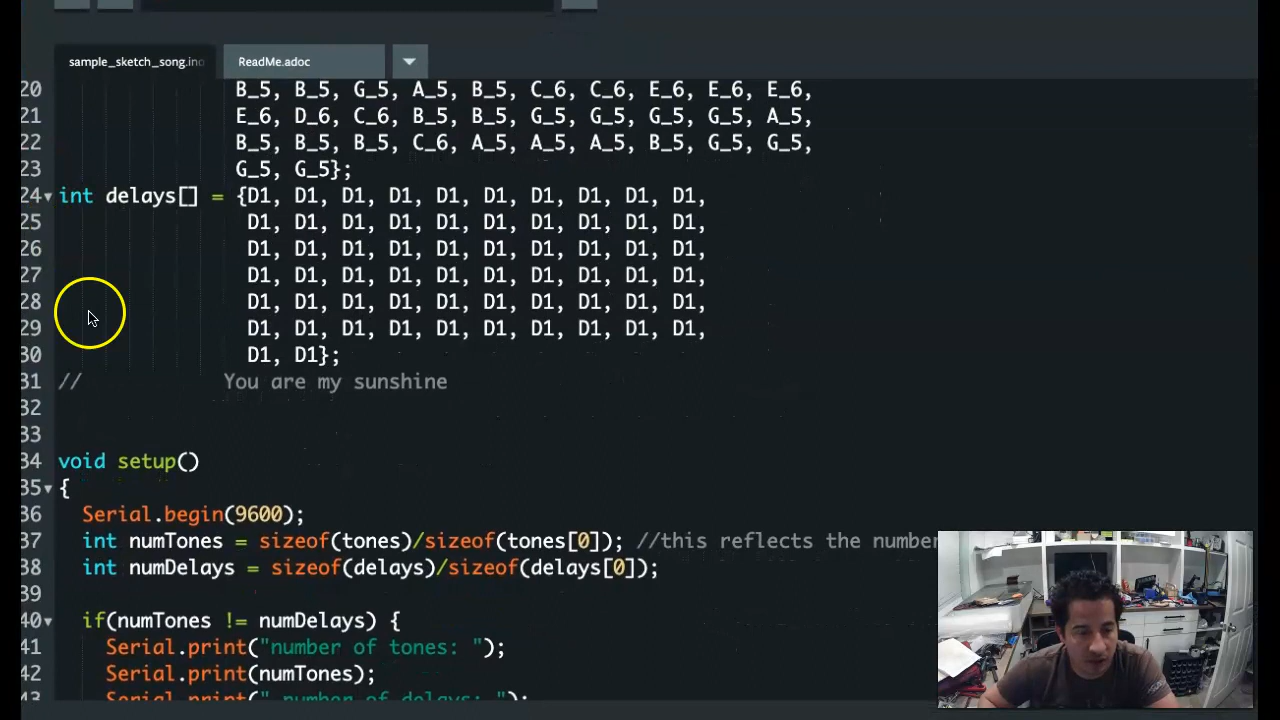 sample_sketch_song.ino
ReadMe.adoc
20 B_5, B_5, G_5, A_5, B_5, C_6, C_6, E_6, E_6, E_6,
21 E_6, D_6, C_6, B_5, B_5, G_5, G_5, G_5, G_5, A_5,
22 B_5, B_5, B_5, C_6, A_5, A_5, A_5, B_5, G_5, G_5,
23 G_5, G_5};
24 int delays[] = {D1, D1, D1, D1, D1, D1, D1, D1, D1, D1,
25 D1, D1, D1, D1, D1, D1, D1, D1, D1, D1,
26 D1, D1, D1, D1, D1, D1, D1, D1, D1, D1,
27 D1, D1, D1, D1, D1, D1, D1, D1, D1, D1,
28 D1, D1, D1, D1, D1, D1, D1, D1, D1, D1,
29 D1, D1, D1, D1, D1, D1, D1, D1, D1, D1,
30 D1, D1};
31 // You are my sunshine
32
33
34 void setup()
35 {
36 Serial.begin(9600);
37 int numTones = sizeof(tones)/sizeof(tones[0]); //this reflects the number
38 int numDelays = sizeof(delays)/sizeof(delays[0]);
39
40 if(numTones != numDelays) {
41 Serial.print("number of tones: ");
42 Serial.print(numTones);
43 Serial.print(" number of delays: ");